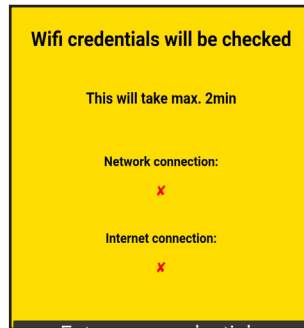 Wifi credentials will be checked
This will take max. 2min
Network connection:
✘
Internet connection:
✘